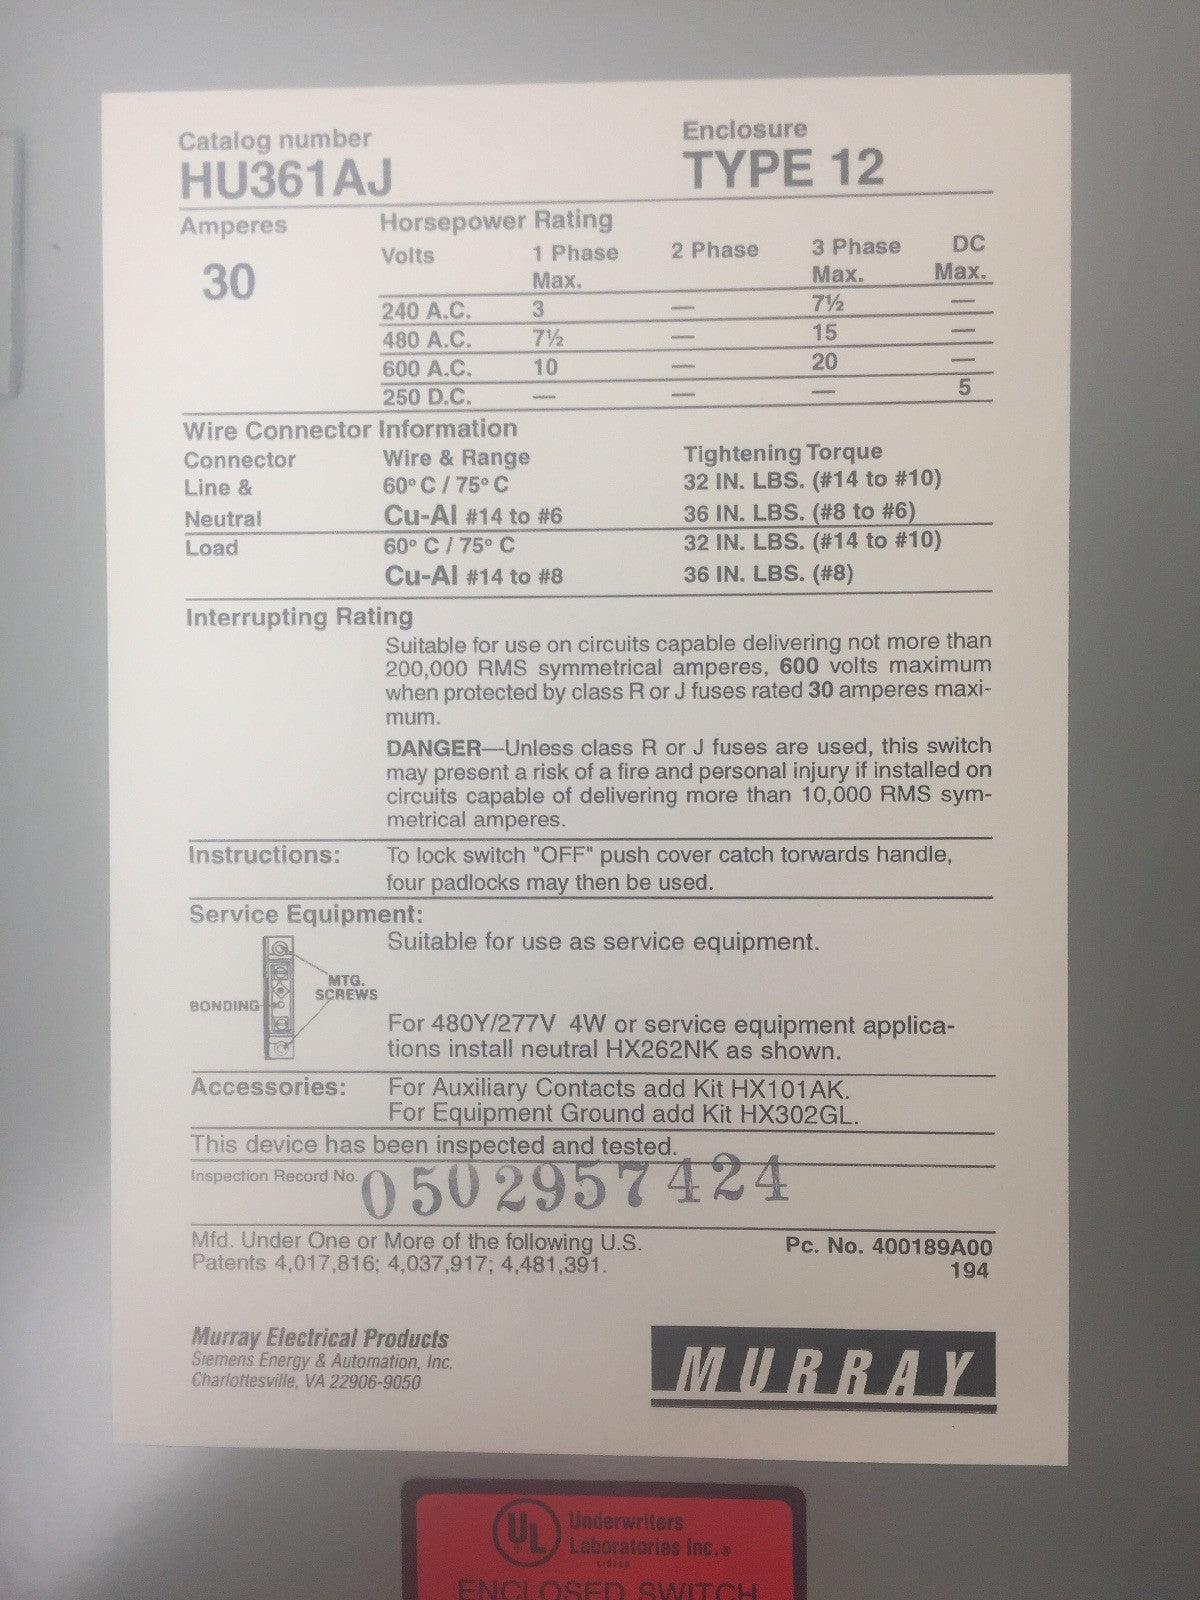 Catalog number
HU361AJ
Enclosure
TYPE 12
Amperes
30
Horsepower Rating
Volts 1 Phase 2 Phase 3 Phase DC
Max. Max. Max.
240 A.C. 3 — 7½ —
480 A.C. 7½ — 15 —
600 A.C. 10 — 20 —
250 D.C. — — — 5
Wire Connector Information
Connector Wire & Range Tightening Torque
Line & 60° C / 75° C 32 IN. LBS. (#14 to #10)
Neutral Cu-Al #14 to #6 36 IN. LBS. (#8 to #6)
Load 60° C / 75° C 32 IN. LBS. (#14 to #10)
Cu-Al #14 to #8 36 IN. LBS. (#8)
Interrupting Rating
Suitable for use on circuits capable delivering not more than
200,000 RMS symmetrical amperes, 600 volts maximum
when protected by class R or J fuses rated 30 amperes maxi-
mum.
DANGER—Unless class R or J fuses are used, this switch
may present a risk of a fire and personal injury if installed on
circuits capable of delivering more than 10,000 RMS sym-
metrical amperes.
Instructions: To lock switch "OFF" push cover catch torwards handle,
four padlocks may then be used.
Service Equipment:
Suitable for use as service equipment.
MTG.
SCREWS
BONDING
For 480Y/277V 4W or service equipment applica-
tions install neutral HX262NK as shown.
Accessories: For Auxiliary Contacts add Kit HX101AK.
For Equipment Ground add Kit HX302GL.
This device has been inspected and tested.
Inspection Record No. 0502957424
Mfd. Under One or More of the following U.S.
Patents 4,017,816; 4,037,917; 4,481,391.
Pc. No. 400189A00
194
Murray Electrical Products
Siemens Energy & Automation, Inc.
Charlottesville, VA 22906-9050
MURRAY
UL
Underwriters
Laboratories Inc.®
LISTED
ENCLOSED SWITCH